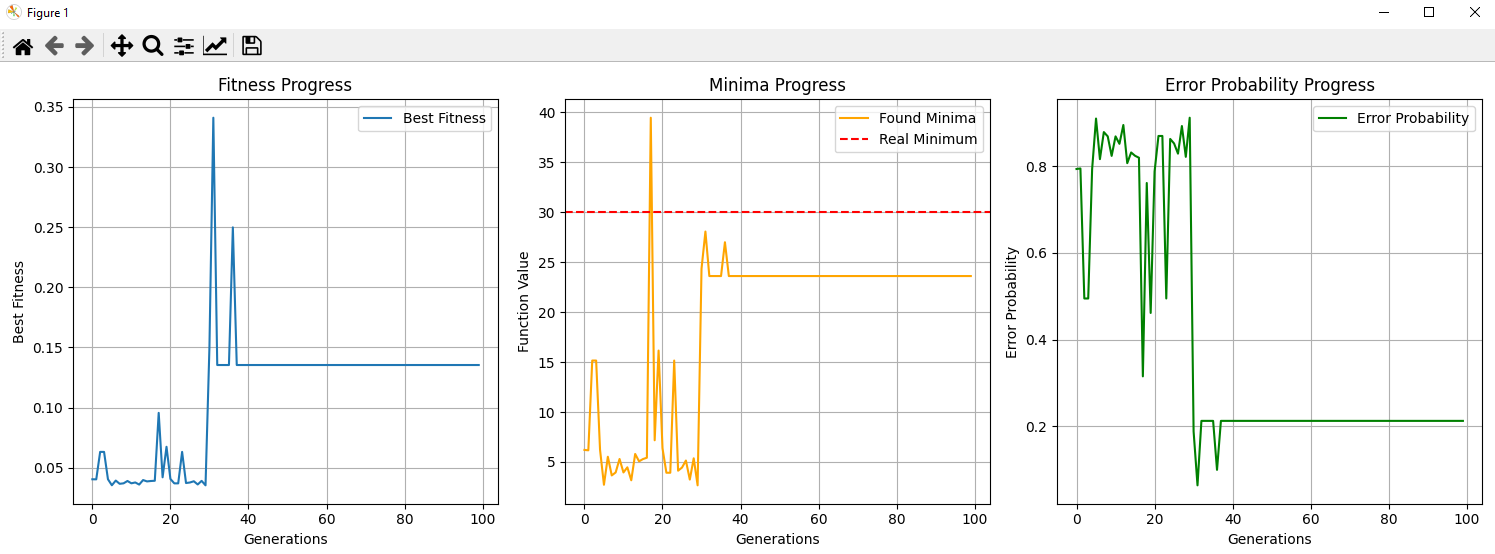 Figure 1
Fitness Progress
Best Fitness
0.35
0.30
0.25
0.20
0.15
0.10
0.05
Best Fitness
0 20 40 60 80 100
Generations
Minima Progress
Found Minima
Real Minimum
40
35
30
25
20
15
10
5
Function Value
0 20 40 60 80 100
Generations
Error Probability Progress
Error Probability
0.8
0.6
0.4
0.2
Error Probability
0 20 40 60 80 100
Generations